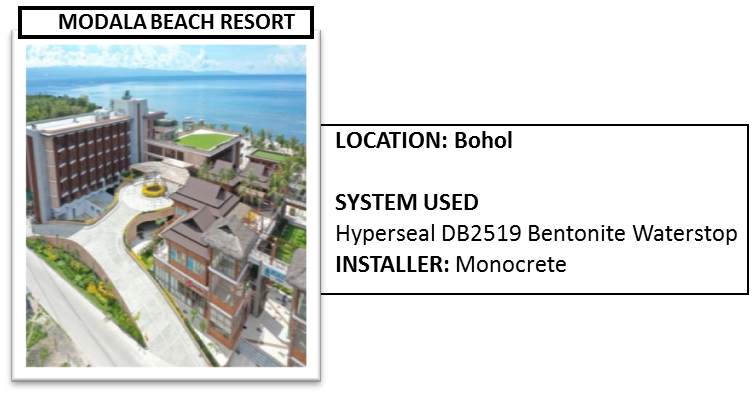 MODALA BEACH RESORT
LOCATION: Bohol
SYSTEM USED
Hyperseal DB2519 Bentonite Waterstop
INSTALLER: Monocrete